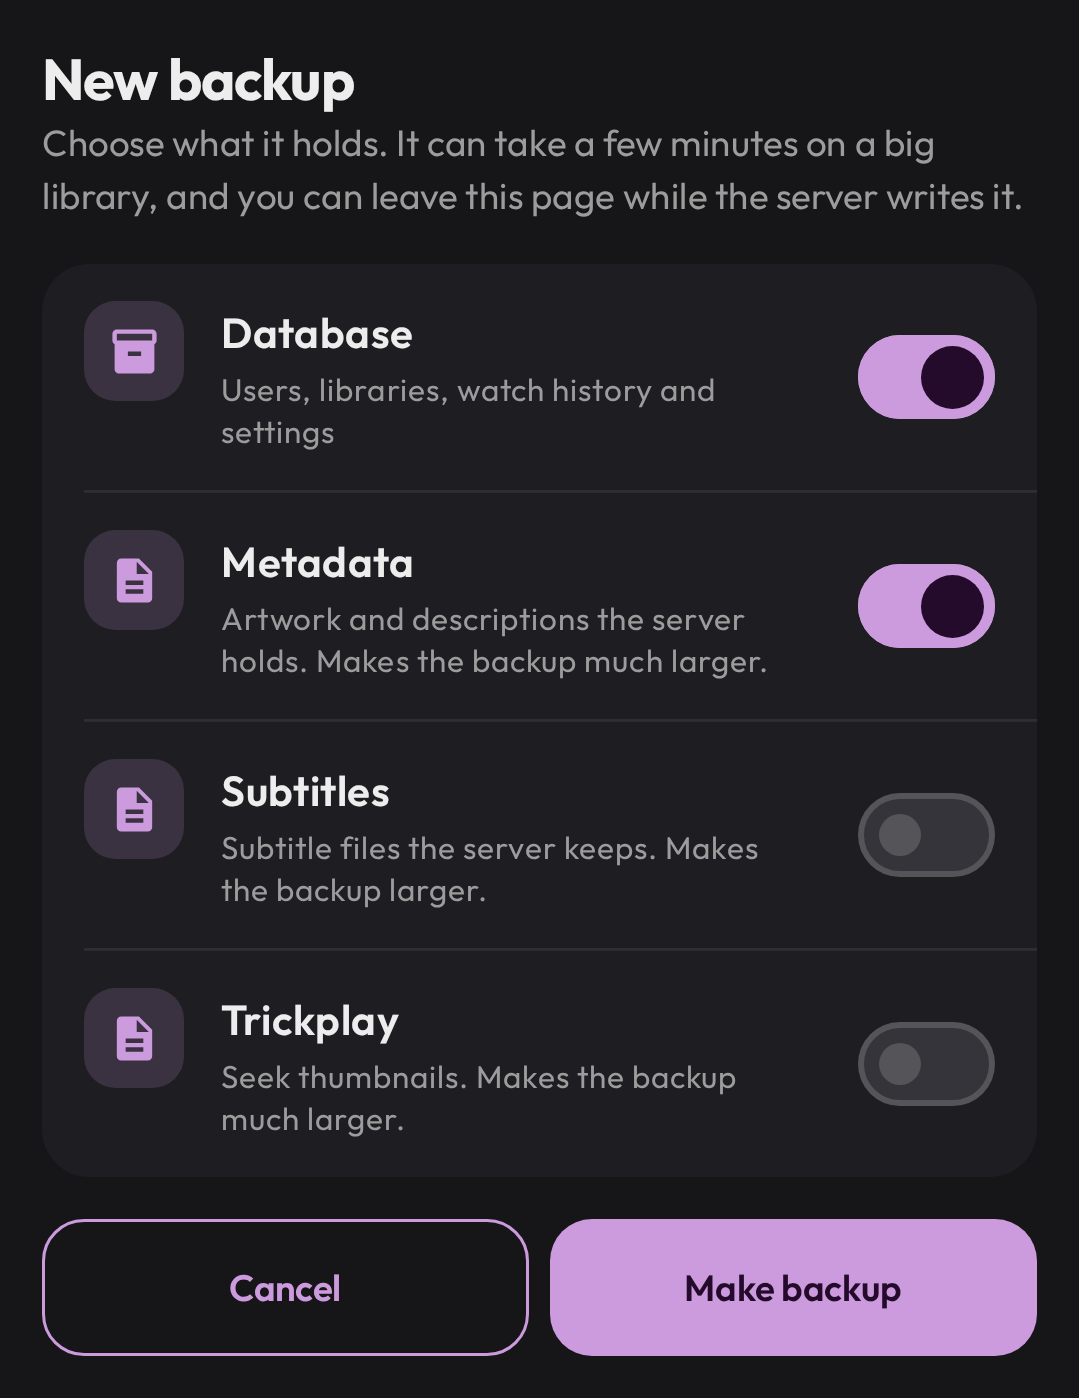 New backup
Choose what it holds. It can take a few minutes on a big
library, and you can leave this page while the server writes it.
Database
Users, libraries, watch history and
settings
Metadata
Artwork and descriptions the server
holds. Makes the backup much larger.
Subtitles
Subtitle files the server keeps. Makes
the backup larger.
Trickplay
Seek thumbnails. Makes the backup
much larger.
Cancel
Make backup